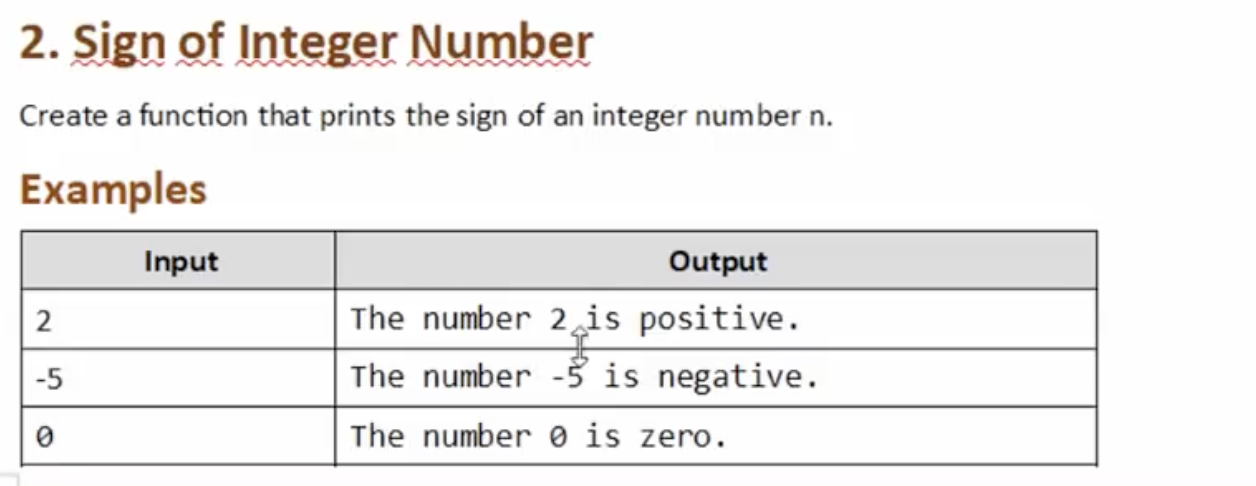 2. Sign of Integer Number
Create a function that prints the sign of an integer number n.
Examples
Input Output
2 The number 2 is positive.
-5 The number -5 is negative.
0 The number 0 is zero.